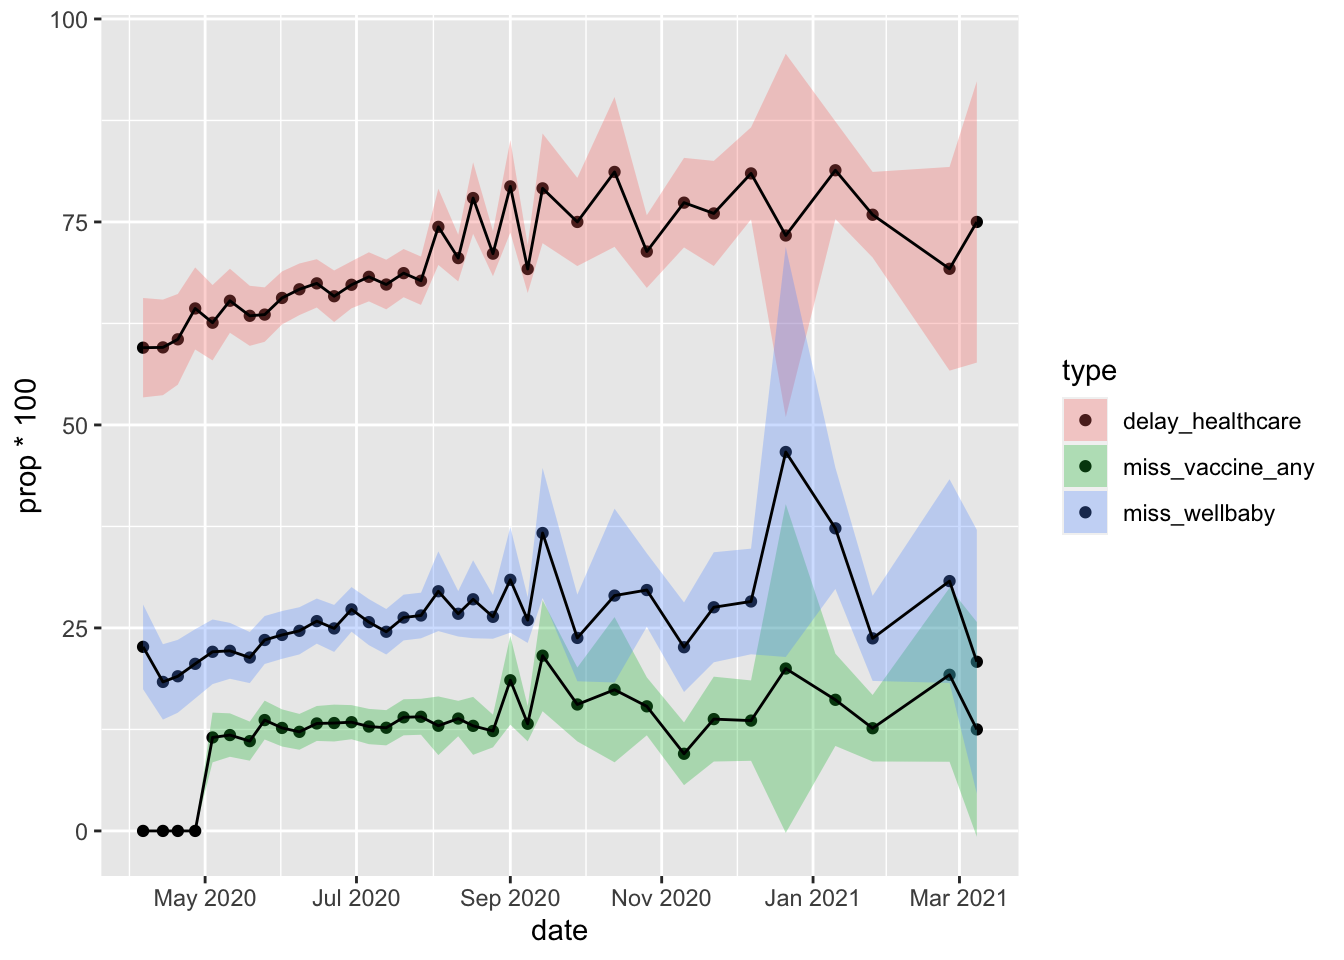 100
75
50
25
0
prop * 100
May 2020
Jul 2020
Sep 2020
Nov 2020
Jan 2021
Mar 2021
date
type
delay_healthcare
miss_vaccine_any
miss_wellbaby